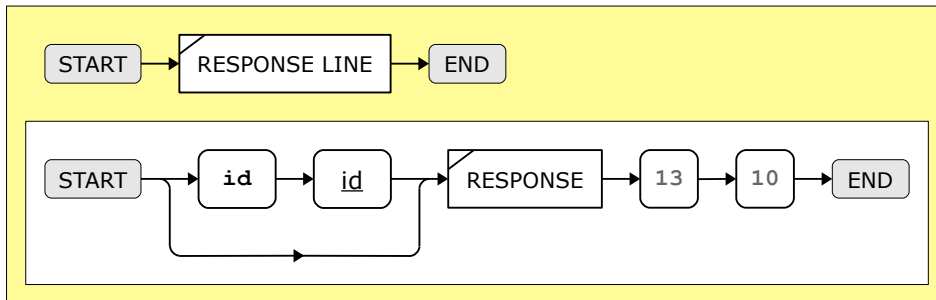 START RESPONSE LINE END
START id id RESPONSE 13 10 END